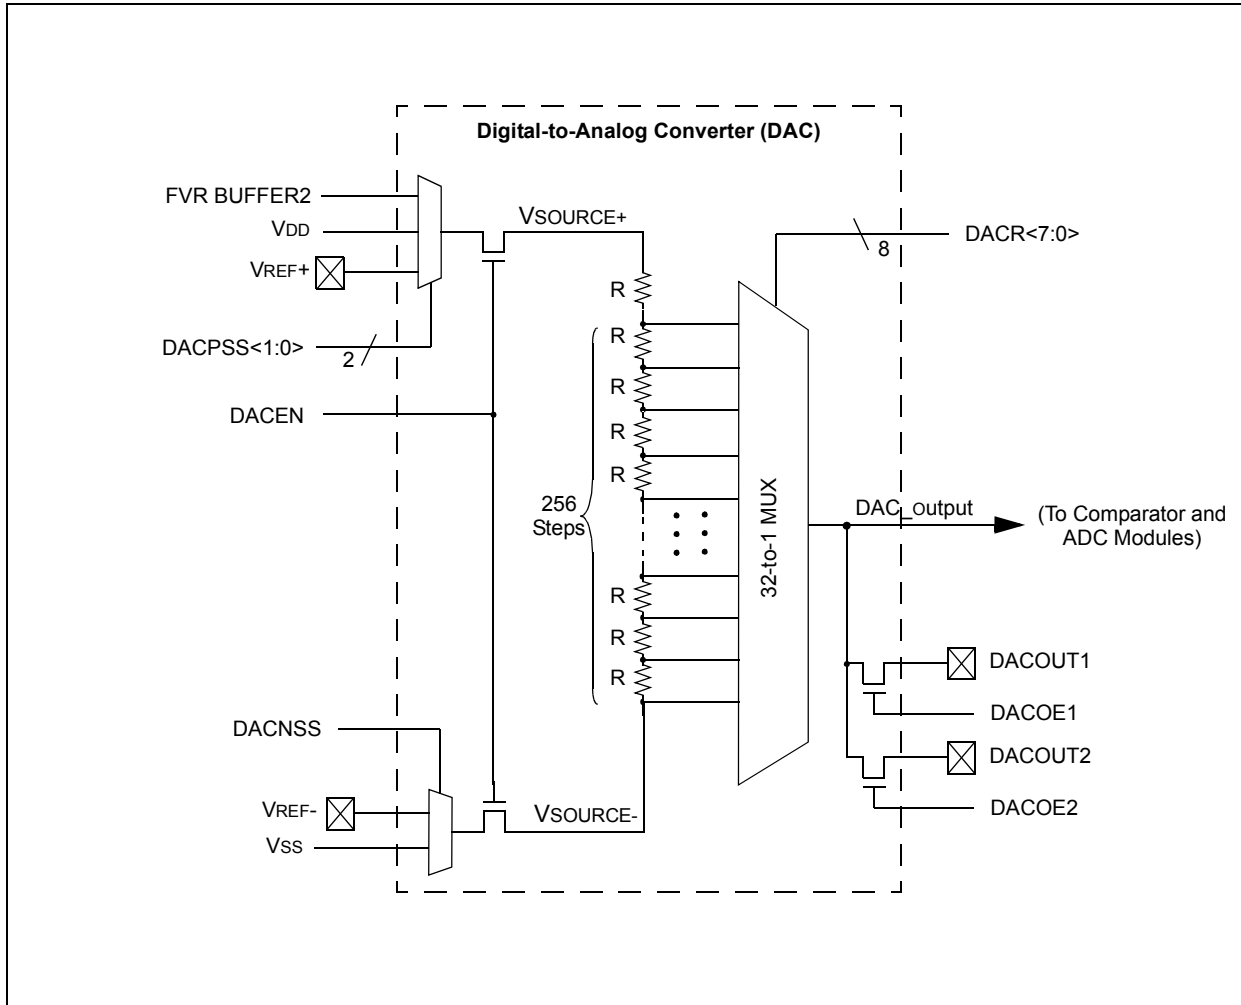 Digital-to-Analog Converter (DAC)
FVR BUFFER2
VDD
VREF+
DACPSS<1:0>
2
DACEN
VSOURCE+
DACR<7:0>
8
R
R
R
R
R
256
Steps
R
R
R
32-to-1 MUX
DAC_output
(To Comparator and
ADC Modules)
DACOUT1
DACOE1
DACOUT2
DACOE2
DACNSS
VREF-
VSS
VSOURCE-